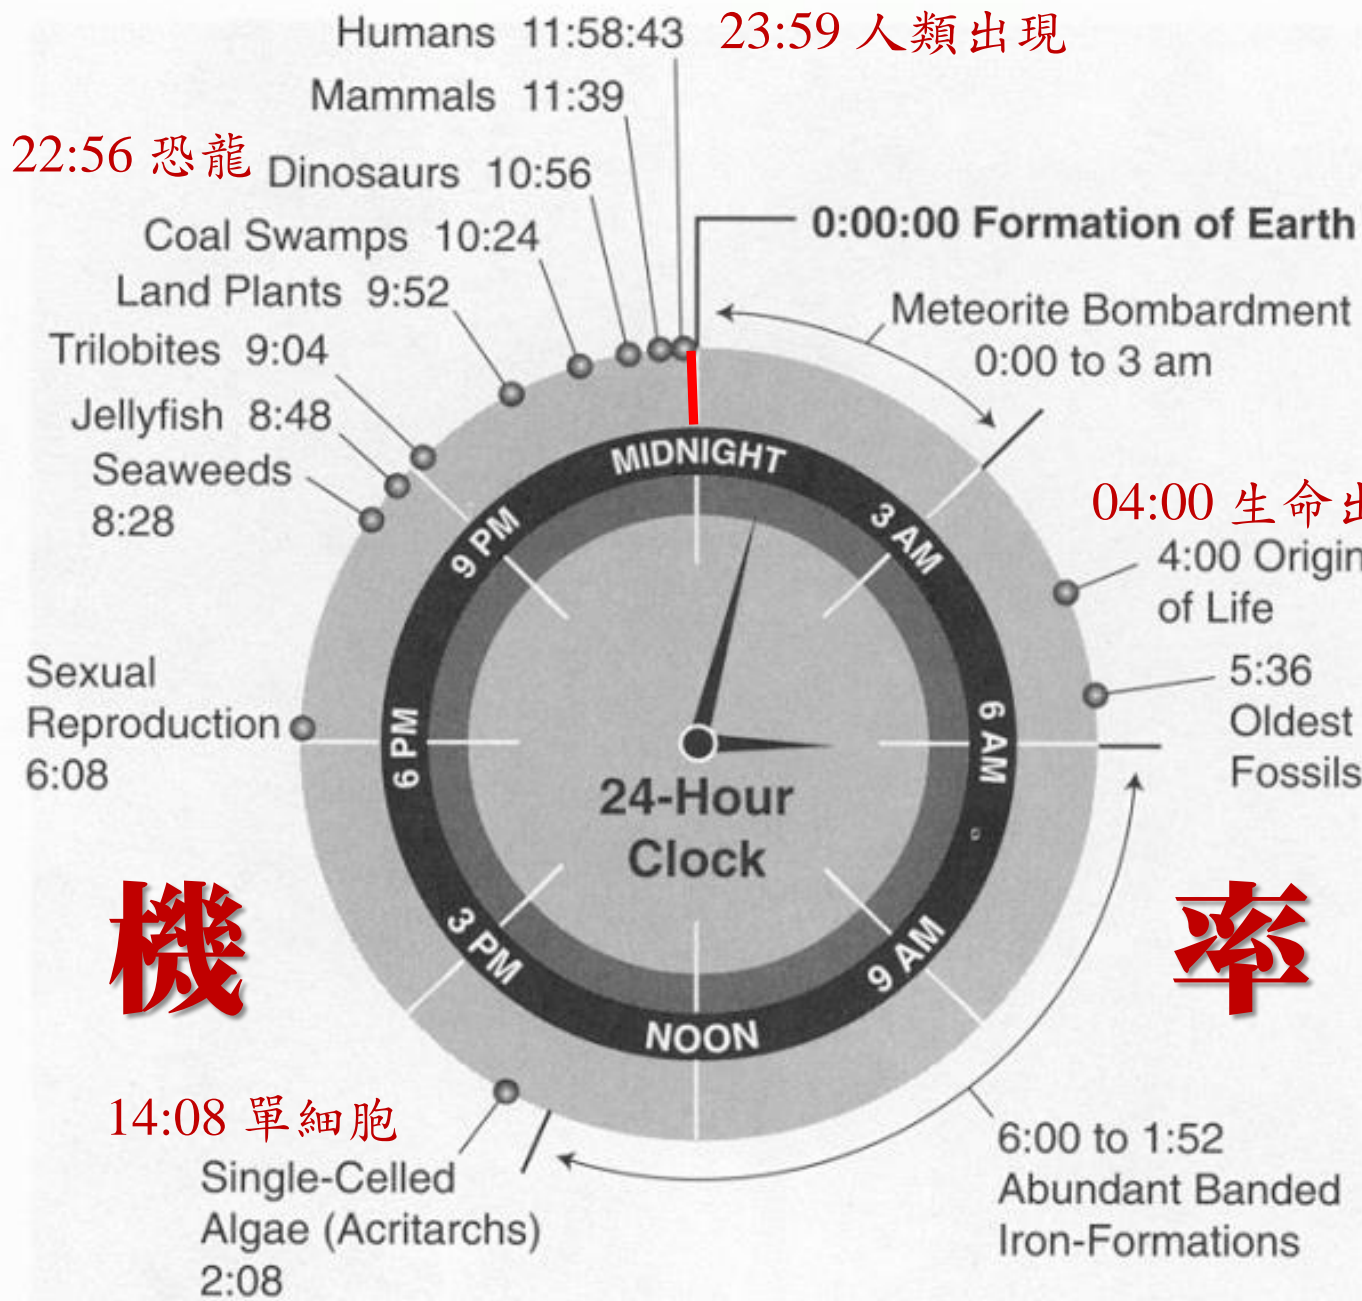 Humans 11:58:43
23:59 人類出現
Mammals 11:39
22:56 恐龍
Dinosaurs 10:56
Coal Swamps 10:24
0:00:00 Formation of Earth
Land Plants 9:52
Meteorite Bombardment
0:00 to 3 am
Trilobites 9:04
Jellyfish 8:48
Seaweeds
8:28
MIDNIGHT
3 AM
6 AM
9 AM
NOON
3 PM
6 PM
9 PM
04:00 生命
4:00 Origin
of Life
5:36
Oldest
Fossils
Sexual
Reproduction
6:08
24-Hour
Clock
機
率
14:08 單細胞
Single-Celled
Algae (Acritarchs)
2:08
6:00 to 1:52
Abundant Banded
Iron-Formations